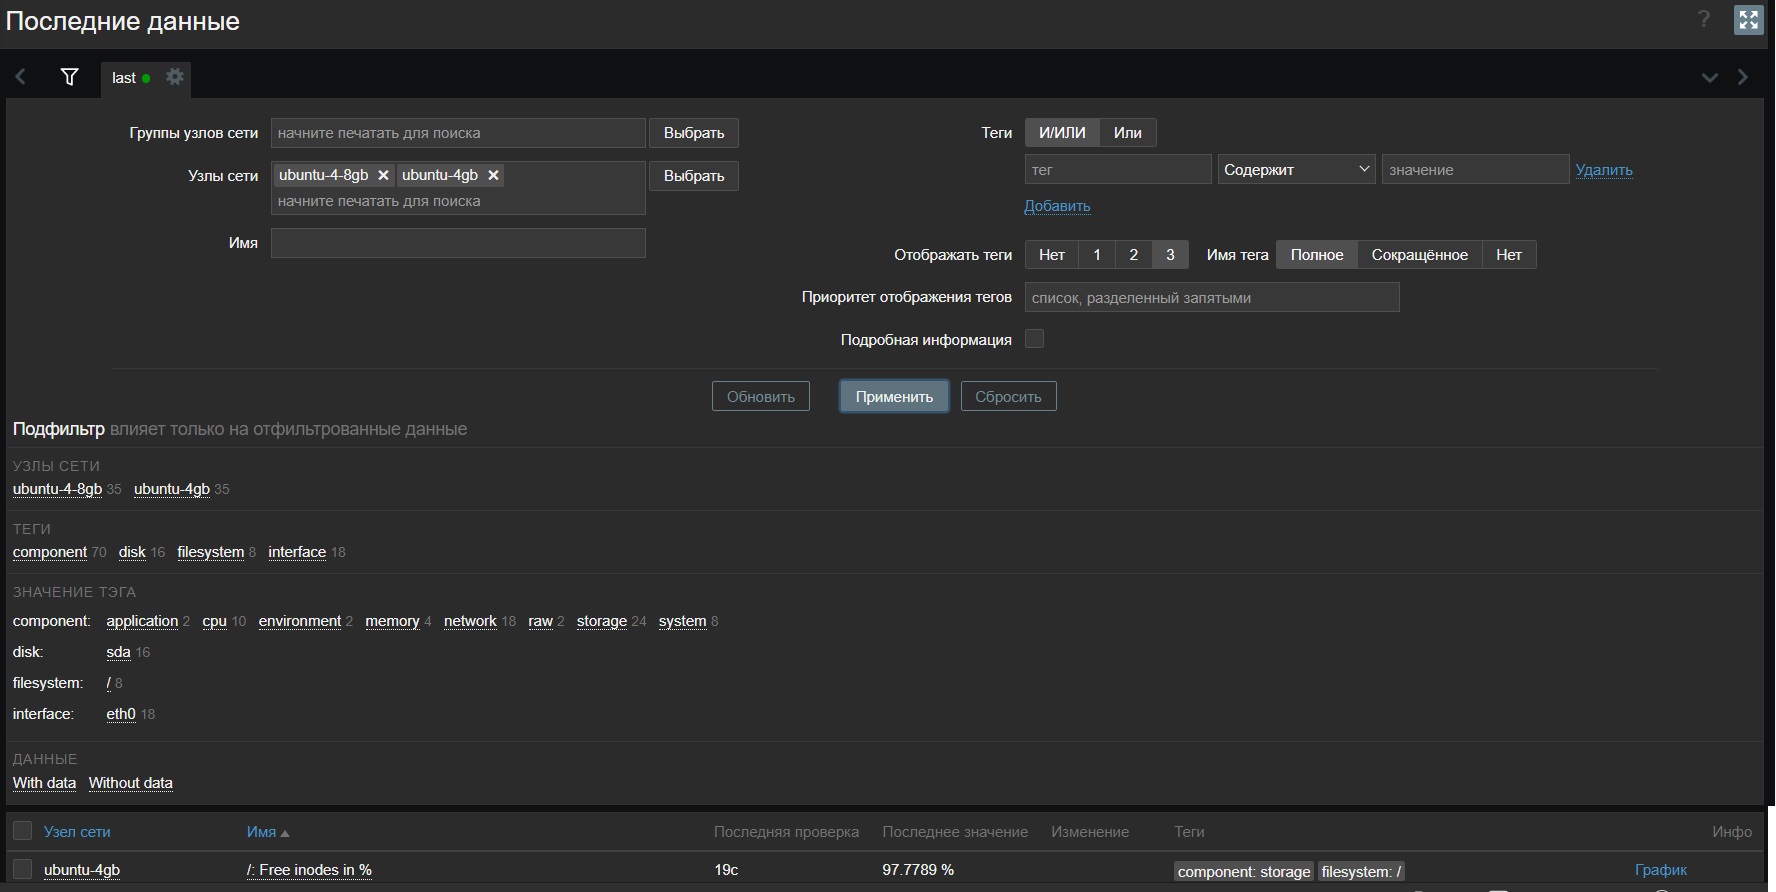 Последние данные
?
last
Группы узлов сети начните печатать для поиска Выбрать
Узлы сети ubuntu-4-8gb ✕ ubuntu-4gb ✕ Выбрать
начните печатать для поиска
Имя
Теги И/ИЛИ Или
тег Содержит значение Удалить
Добавить
Отображать теги Нет 1 2 3 Имя тега Полное Сокращённое Нет
Приоритет отображения тегов список, разделенный запятыми
Подробная информация
Обновить Применить Сбросить
Подфильтр влияет только на отфильтрованные данные
УЗЛЫ СЕТИ
ubuntu-4-8gb 35 ubuntu-4gb 35
ТЕГИ
component 70 disk 16 filesystem 8 interface 18
ЗНАЧЕНИЕ ТЭГА
component: application 2 cpu 10 environment 2 memory 4 network 18 raw 2 storage 24 system 8
disk: sda 16
filesystem: / 8
interface: eth0 18
ДАННЫЕ
With data Without data
Узел сети Имя Последняя проверка Последнее значение Изменение Теги Инфо
ubuntu-4gb /: Free inodes in % 19с 97.7789 % component: storage filesystem: / График